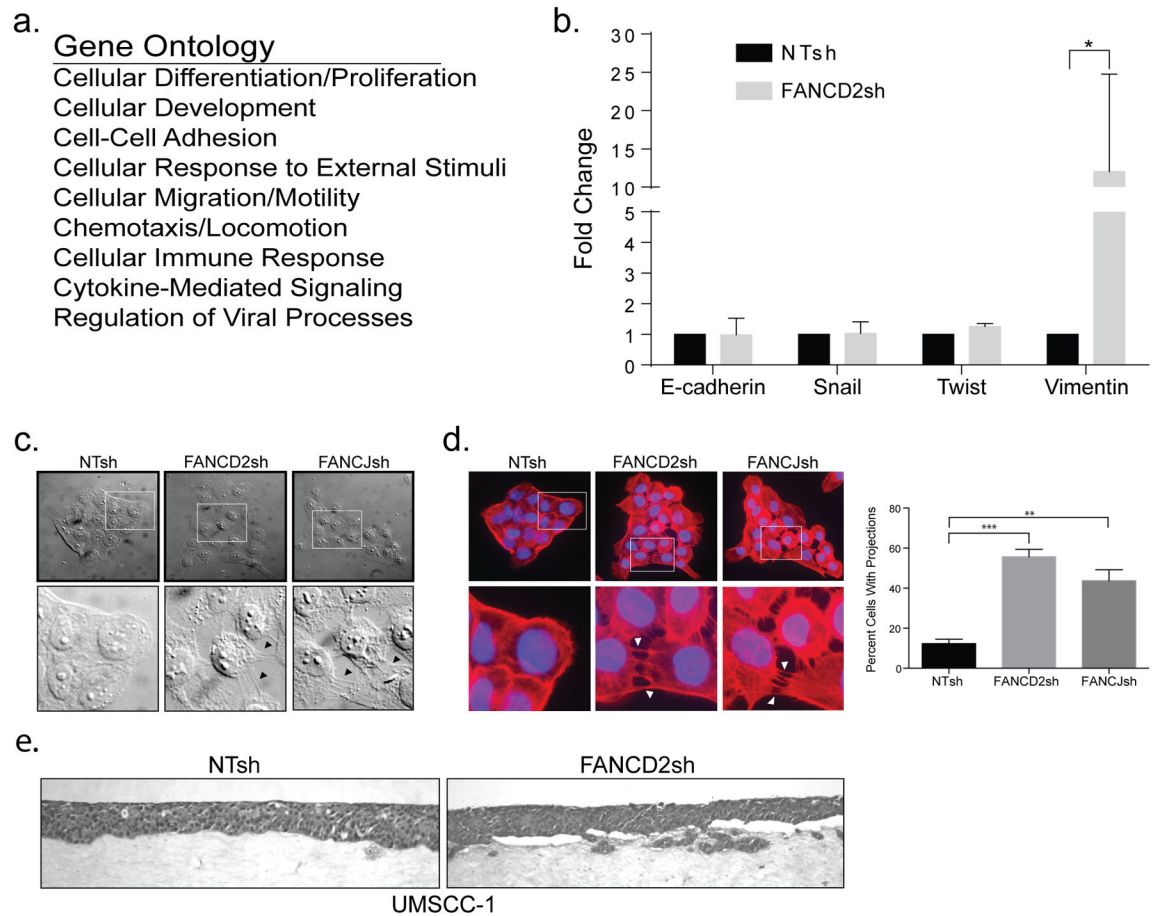 a.
Gene Ontology
Cellular Differentiation/Proliferation
Cellular Development
Cell-Cell Adhesion
Cellular Response to External Stimuli
Cellular Migration/Motility
Chemotaxis/Locomotion
Cellular Immune Response
Cytokine-Mediated Signaling
Regulation of Viral Processes
b.
Fold Change
30
25
20
15
10
5
4
3
2
1
0
NTsh
FANCD2sh
*
E-cadherin Snail Twist Vimentin
c.
NTsh FANCD2sh FANCJsh
d.
NTsh FANCD2sh FANCJsh
Percent Cells With Projections
80
60
40
20
0
**
***
NTsh FANCD2sh FANCJsh
e.
NTsh FANCD2sh
UMSCC-1